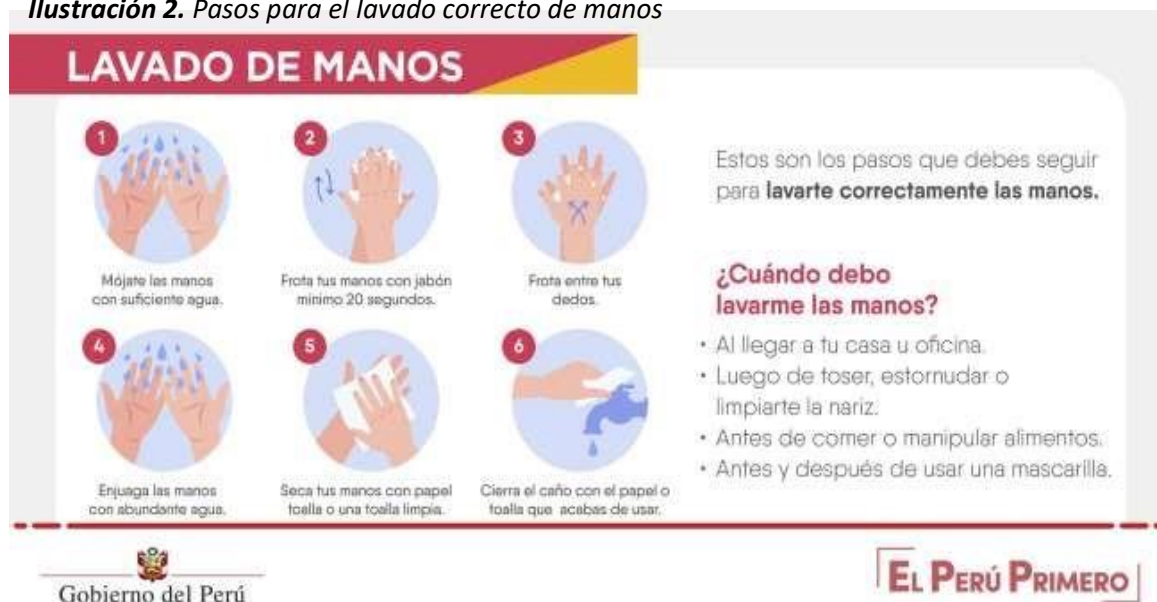 Ilustración 2. Pasos para el lavado correcto de manos
LAVADO DE MANOS
1
Mójate las manos
con suficiente agua.
2
Frota tus manos con jabón
mínimo 20 segundos.
3
Frota entre tus
dedos.
4
Enjuaga las manos
con abundante agua.
5
Seca tus manos con papel
toalla o una toalla limpia.
6
Cierra el caño con el papel o
toalla que acabas de usar.
Estos son los pasos que debes seguir
para lavarte correctamente las manos.
¿Cuándo debo
lavarme las manos?
• Al llegar a tu casa u oficina.
• Luego de toser, estornudar o
limpiarte la nariz.
• Antes de comer o manipular alimentos.
• Antes y después de usar una mascarilla.
Gobierno del Perú
EL PERÚ PRIMERO